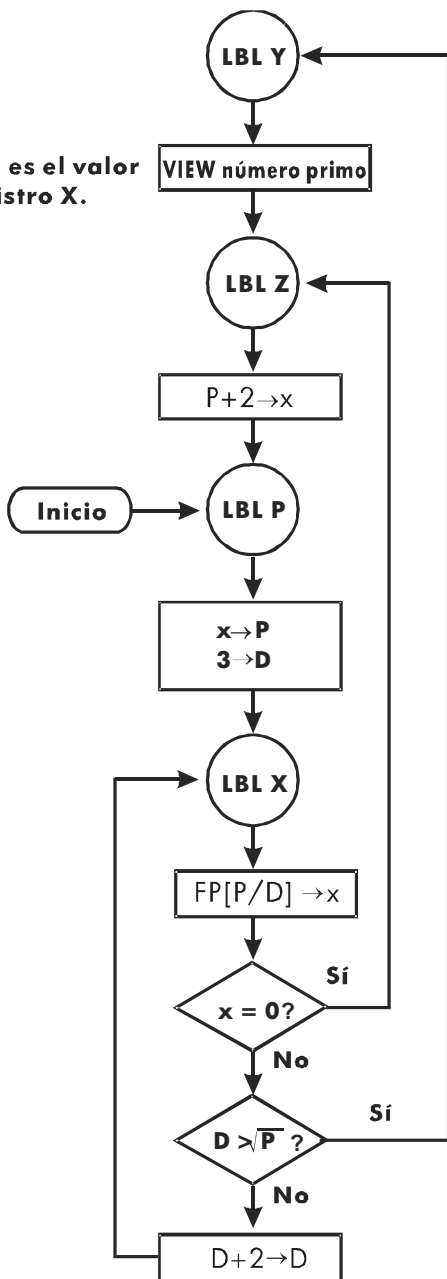 LBL Y
es el valor
VIEW número primo
X.
LBL Z
P+2→x
Inicio
LBL P
x→P
3→D
LBL X
FP[P/D] →x
Sí
x = 0?
No
Sí
D >√P ?
No
D+2→D